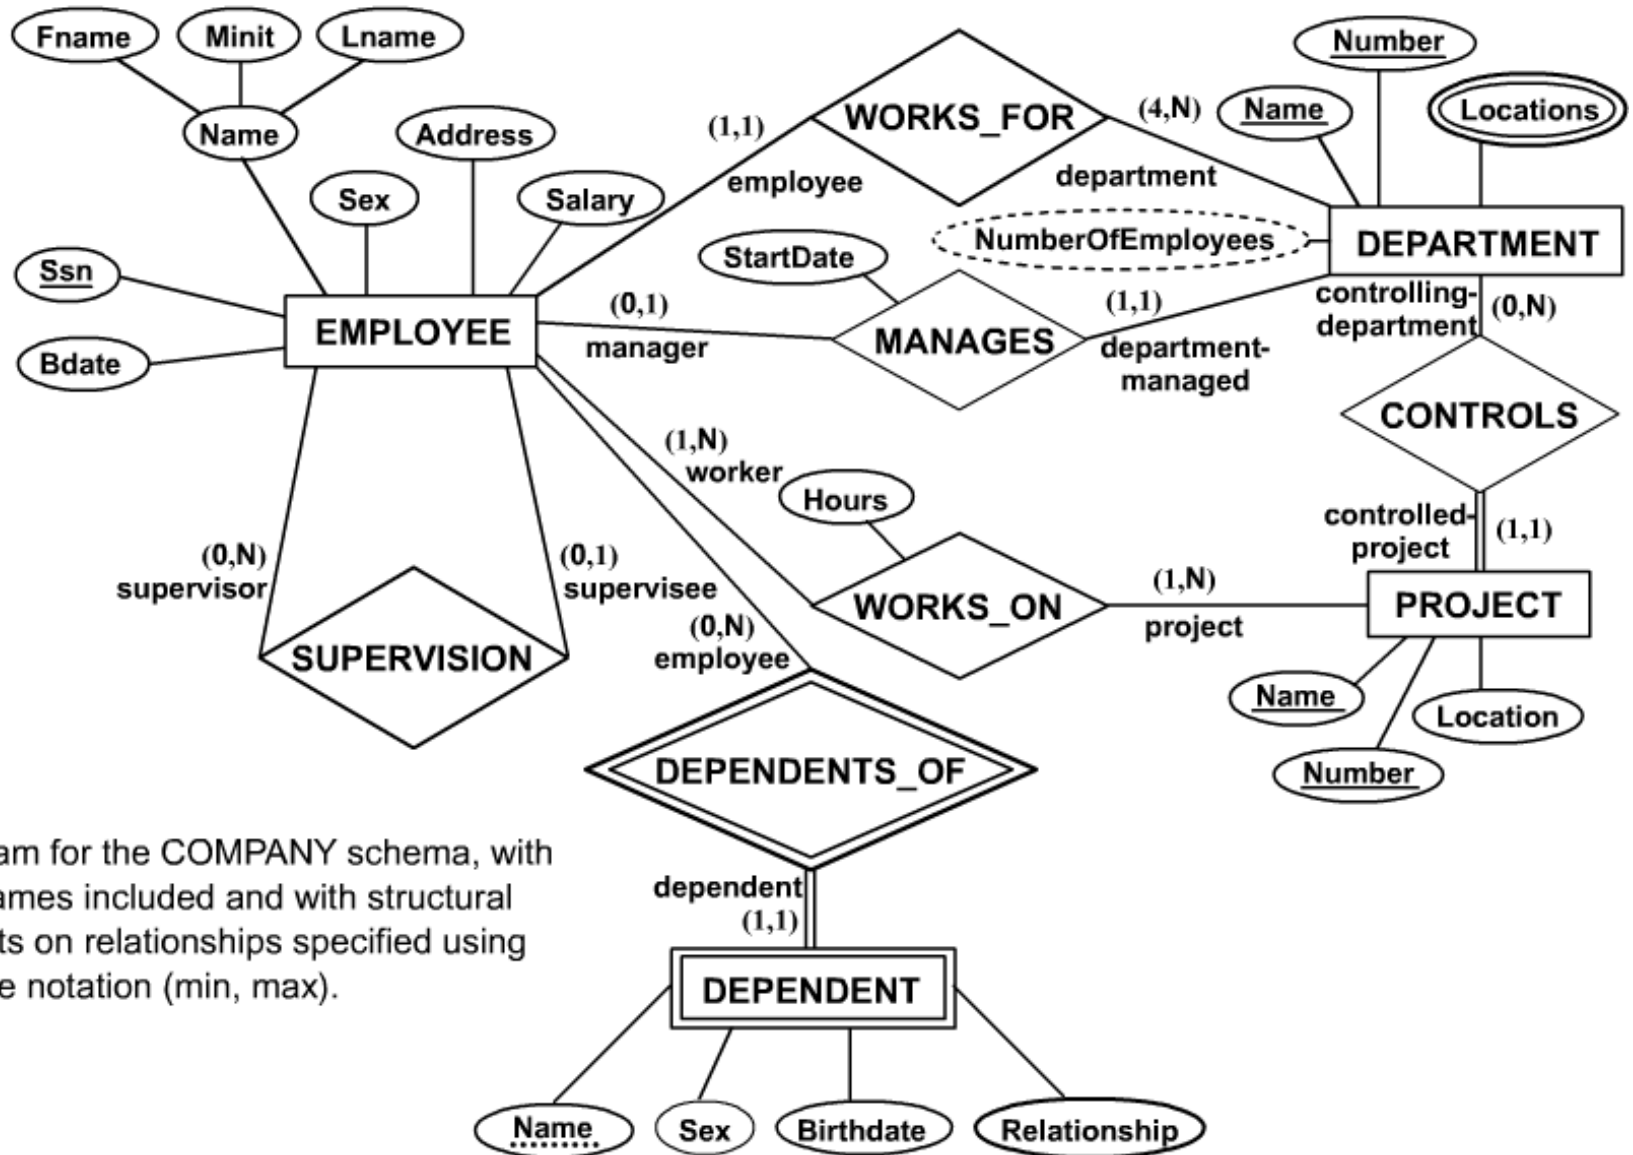 Fname
Minit
Lname
Name
Address
Sex
Salary
Ssn
Bdate
EMPLOYEE
(1,1)
employee
WORKS_FOR
(4,N)
department
Number
Name
Locations
NumberOfEmployees
DEPARTMENT
StartDate
(0,1)
manager
MANAGES
(1,1)
department-
managed
controlling-
department
(0,N)
CONTROLS
controlled-
project
(1,1)
PROJECT
Name
Number
Location
(1,N)
worker
Hours
WORKS_ON
(1,N)
project
(0,N)
supervisor
(0,1)
supervisee
SUPERVISION
(0,N)
employee
DEPENDENTS_OF
dependent
(1,1)
DEPENDENT
Name
Sex
Birthdate
Relationship
am for the COMPANY schema, with
ames included and with structural
ts on relationships specified using
e notation (min, max).